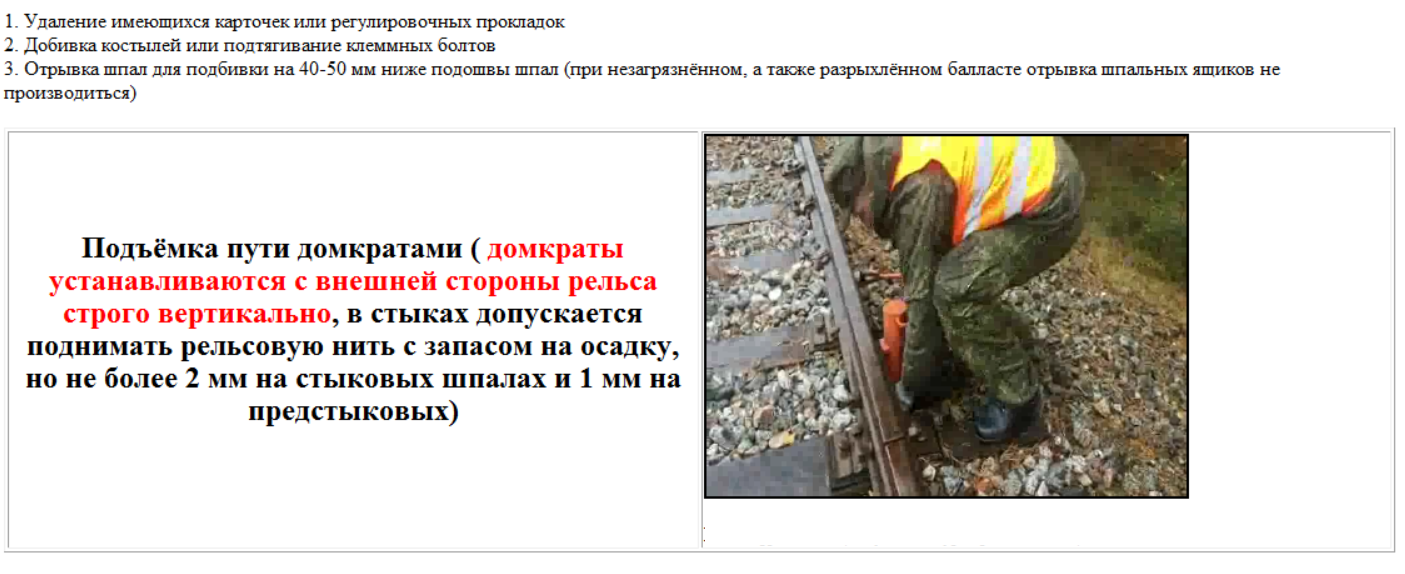 1. Удаление имеющихся карточек или регулировочных прокладок
2. Добивка костылей или подтягивание клеммных болтов
3. Отрывка шпал для подбивки на 40-50 мм ниже подошвы шпал (при незагрязнённом, а также разрыхлённом балласте отрывка шпальных ящиков не
производиться)
Подъёмка пути домкратами ( домкраты
устанавливаются с внешней стороны рельса
строго вертикально, в стыках допускается
поднимать рельсовую нить с запасом на осадку,
но не более 2 мм на стыковых шпалах и 1 мм на
предстыковых)